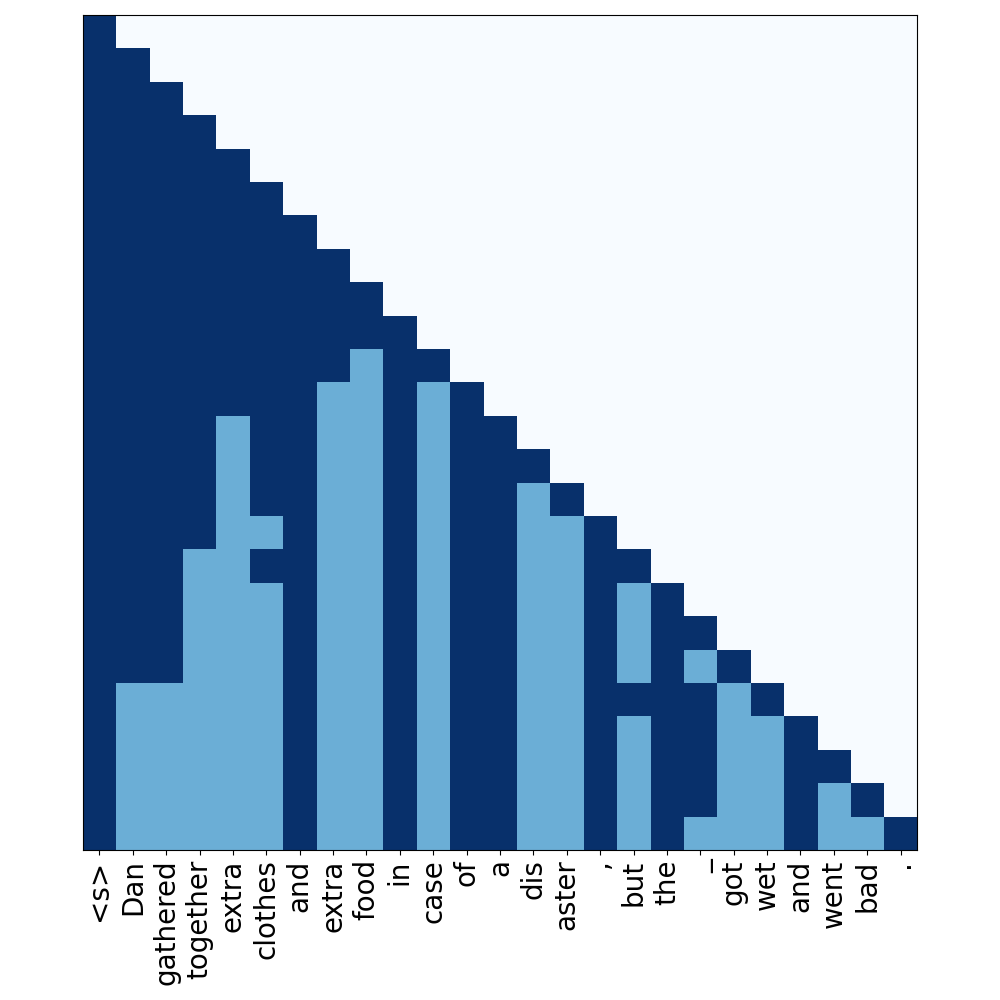 <s>
Dan
gathered
together
extra
clothes
and
extra
food
in
case
of
a
dis
aster
,
but
the
_
got
wet
and
went
bad
.